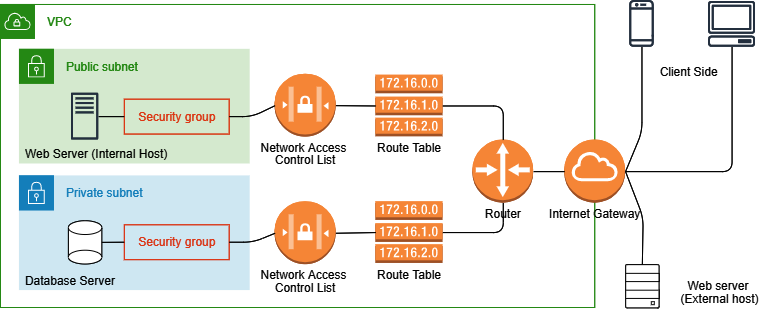 VPC
Public subnet
Security group
Web Server (Internal Host)
Network Access
Control List
172.16.0.0
172.16.1.0
172.16.2.0
Route Table
Private subnet
Security group
Database Server
Network Access
Control List
172.16.0.0
172.16.1.0
172.16.2.0
Route Table
Router
Internet Gateway
Client Side
Web server
(External host)